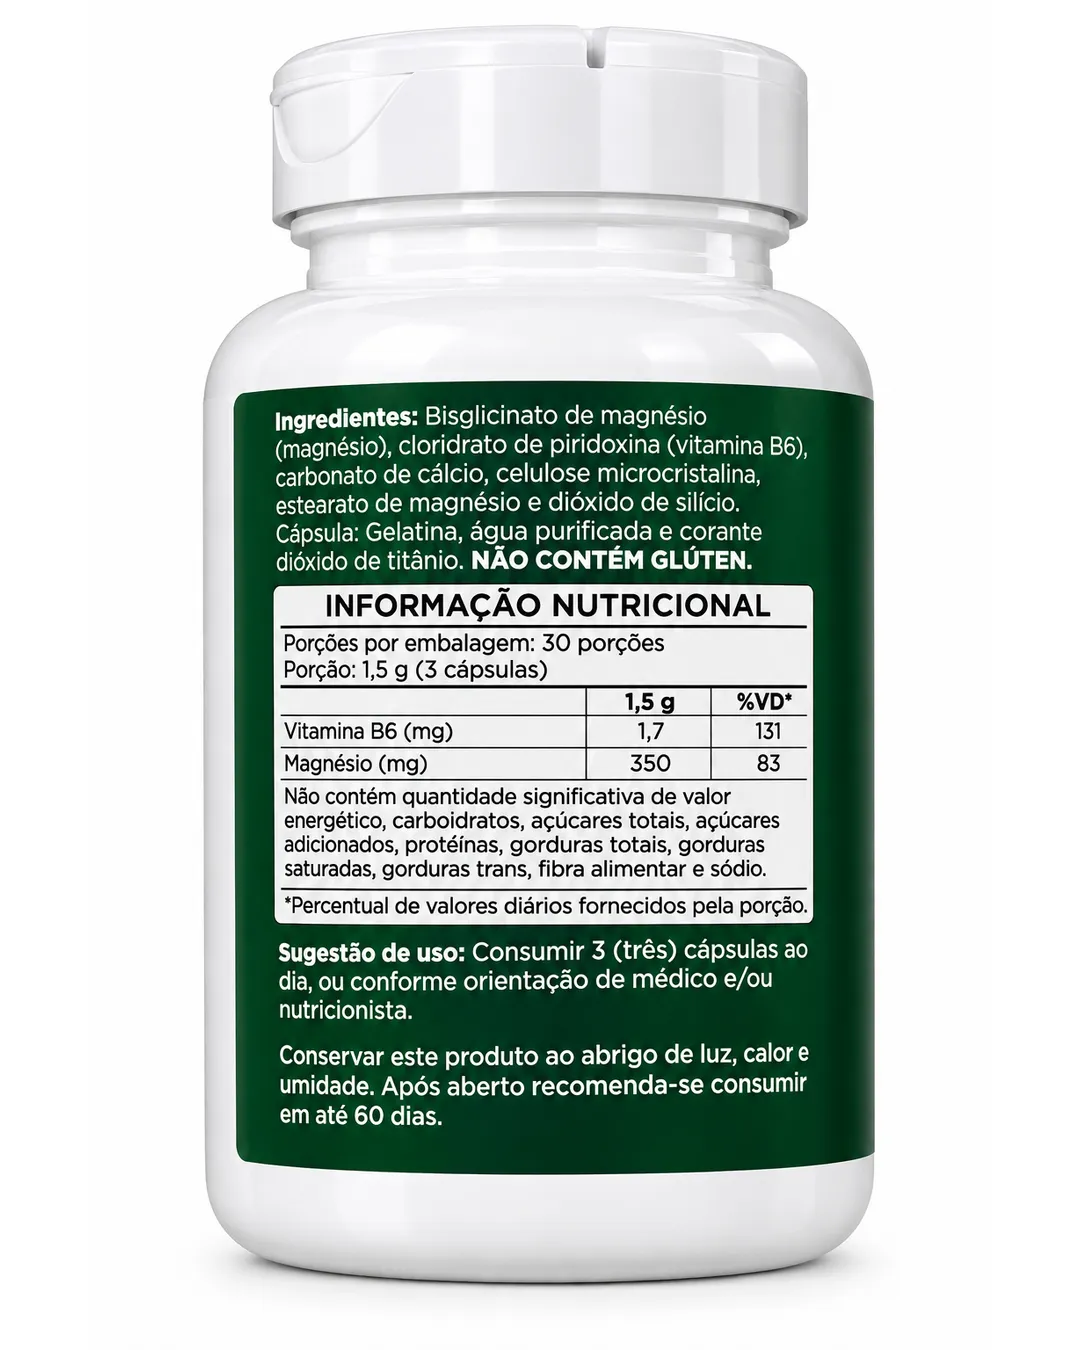 Ingredientes: Bisglicinato de magnésio
(magnésio), cloridrato de piridoxina (vitamina B6),
carbonato de cálcio, celulose microcristalina,
estearato de magnésio e dióxido de silício.
Cápsula: Gelatina, água purificada e corante
dióxido de titânio. NÃO CONTÉM GLÚTEN.
INFORMAÇÃO NUTRICIONAL
Porções por embalagem: 30 porções
Porção: 1,5 g (3 cápsulas)
1,5 g %VD*
Vitamina B6 (mg) 1,7 131
Magnésio (mg) 350 83
Não contém quantidade significativa de valor
energético, carboidratos, açúcares totais, açúcares
adicionados, protéínas, gorduras totais, gorduras
saturadas, gorduras trans, fibra alimentar e sódio.
*Percentual de valores diários fornecidos pela porção.
Sugestão de uso: Consumir 3 (três) cápsulas ao
dia, ou conforme orientação de médico e/ou
nutricionista.
Conservar este produto ao abrigo de luz, calor e
umidade. Após aberto recomenda-se consumir
em até 60 dias.